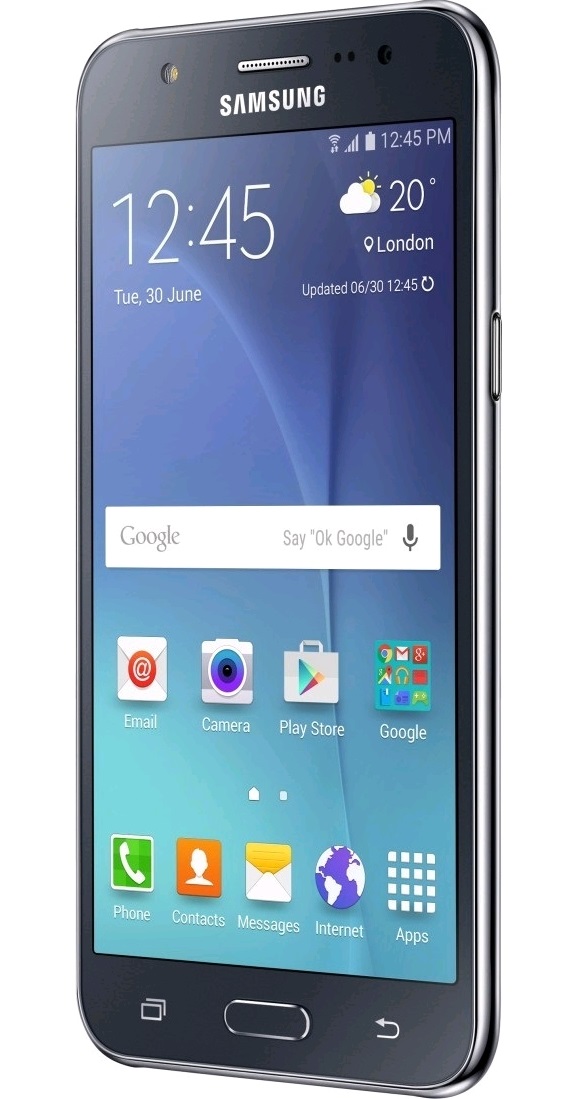 SAMSUNG
12:45 PM
12:45
20°
London
Tue, 30 June
Updated 06/30 12:45
Google
Say "Ok Google"
@
8+
Email
Camera
Play Store
Google
Phone
Contacts
Messages
Internet
Apps